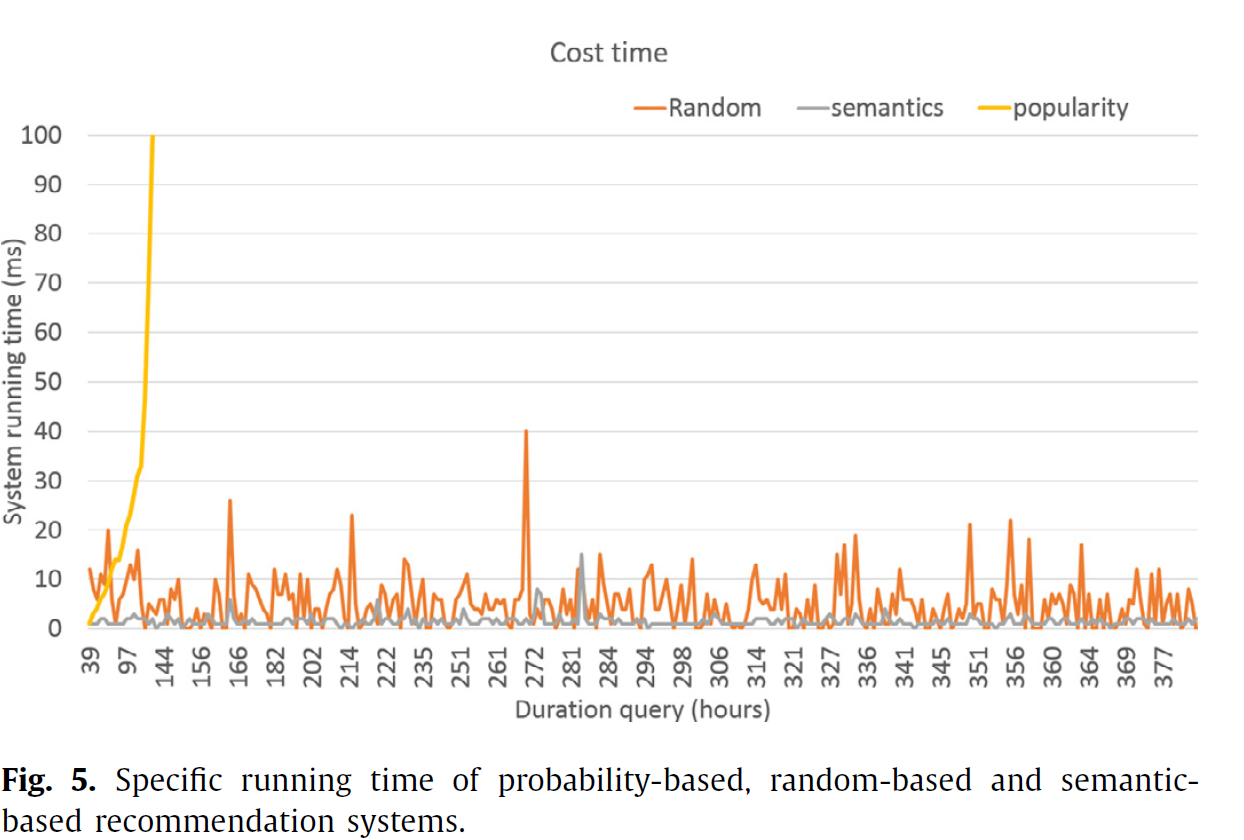 Cost time
Random semantics popularity
100
90
80
70
60
50
40
30
20
10
0
System running time (ms)
39 97 144 156 166 182 202 214 228 235 251 261 272 281 284 294 298 306 314 321 327 336 341 345 351 356 360 364 369 377
Duration query (hours)
Fig. 5. Specific running time of probability-based, random-based and semantic-
based recommendation systems.